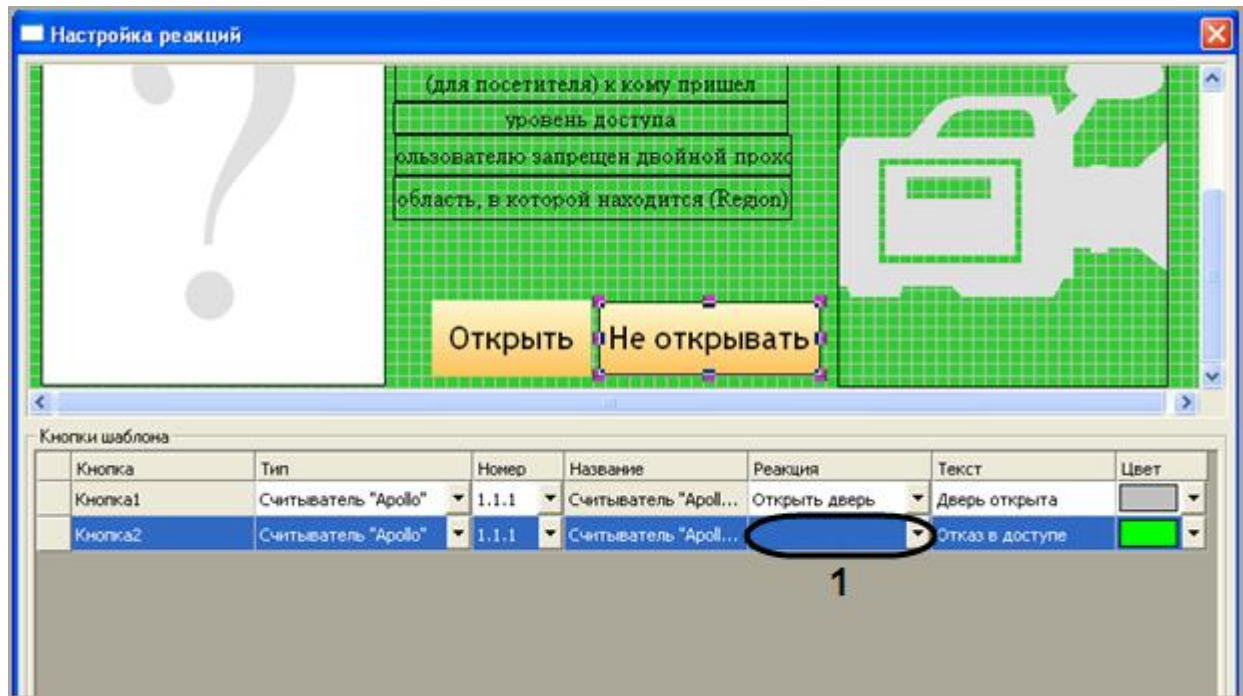 Настройка реакций
(для посетителя) к кому пришел
уровень доступа
ользователю запрещен двойной прохо
область, в которой находится (Region)
Открыть Не открывать
Кнопки шаблона
Кнопка Тип Номер Название Реакция Текст Цвет
Кнопка1 Считыватель "Apollo" 1.1.1 Считыватель "Apoll... Открыть дверь Дверь открыта
Кнопка2 Считыватель "Apollo" 1.1.1 Считыватель "Apoll... Отказ в доступе
1